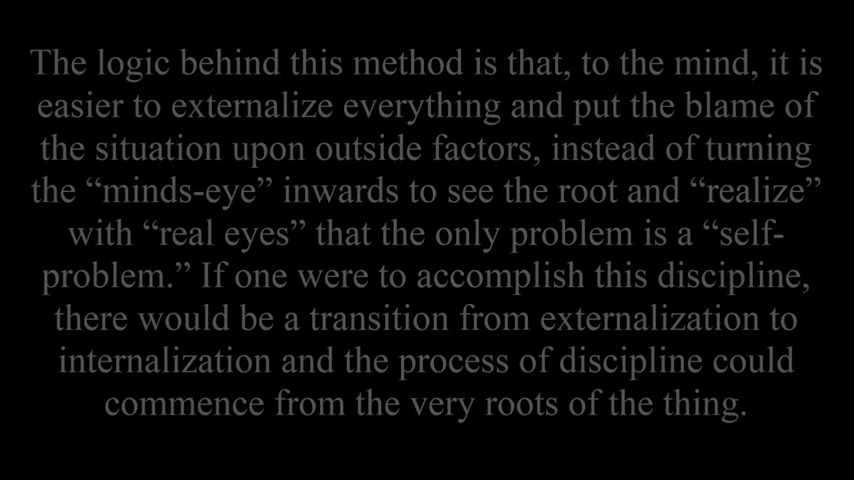 The logic behind this method is that, to the mind, it is
easier to externalize everything and put the blame of
the situation upon outside factors, instead of turning
the “minds-eye” inwards to see the root and “realize”
with “real eyes” that the only problem is a “self-
problem.” If one were to accomplish this discipline,
there would be a transition from externalization to
internalization and the process of discipline could
commence from the very roots of the thing.